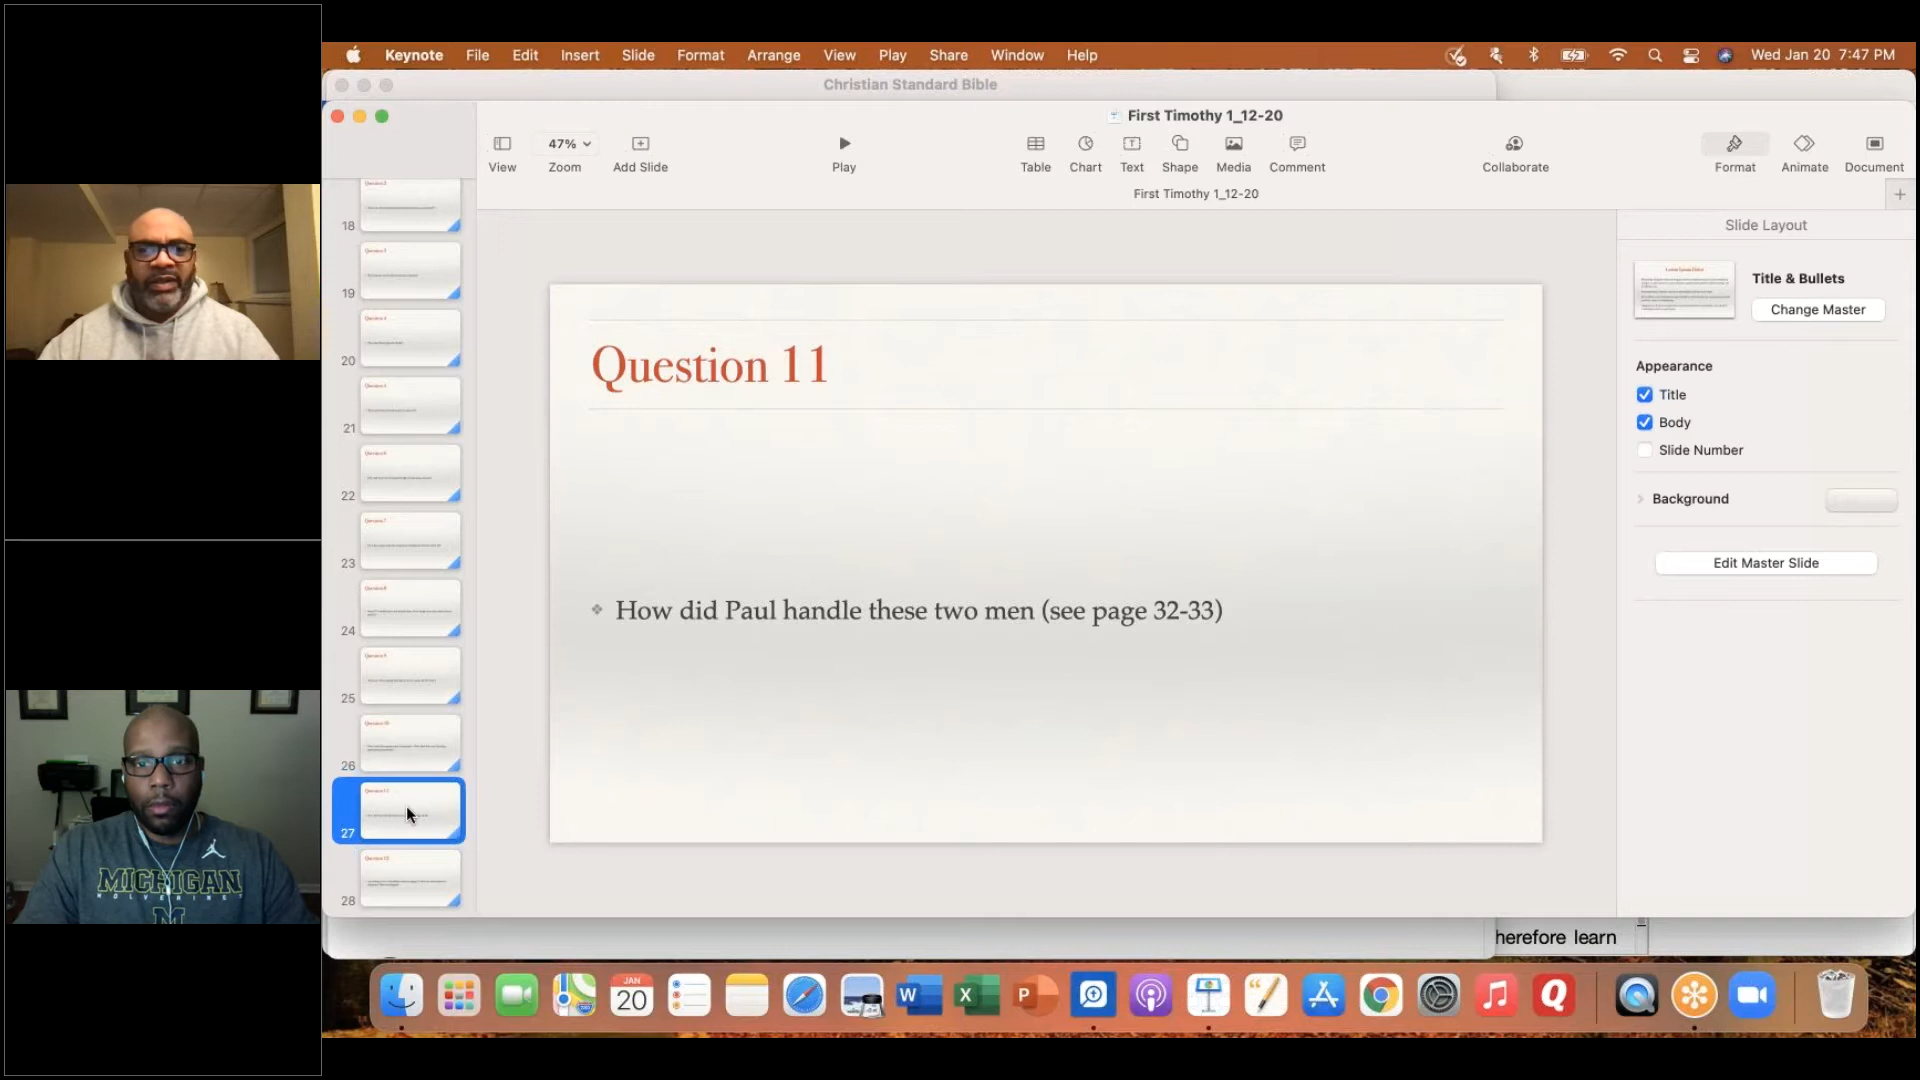 Keynote File Edit Insert Slide Format Arrange View Play Share Window Help Wed Jan 20 7:47 PM
Christian Standard Bible
First Timothy 1_12-20
47%
View Zoom Add Slide Play Table Chart Text Shape Media Comment Collaborate Format Animate Document
First Timothy 1_12-20
Slide Layout
Title & Bullets
Change Master
Appearance
Title
Body
Slide Number
Background
Edit Master Slide
Question 11
How did Paul handle these two men (see page 32-33)
18
19
20
21
22
23
24
25
26
27
28
herefore learn
JAN
20
MICHIGAN
WOLVERINES
M